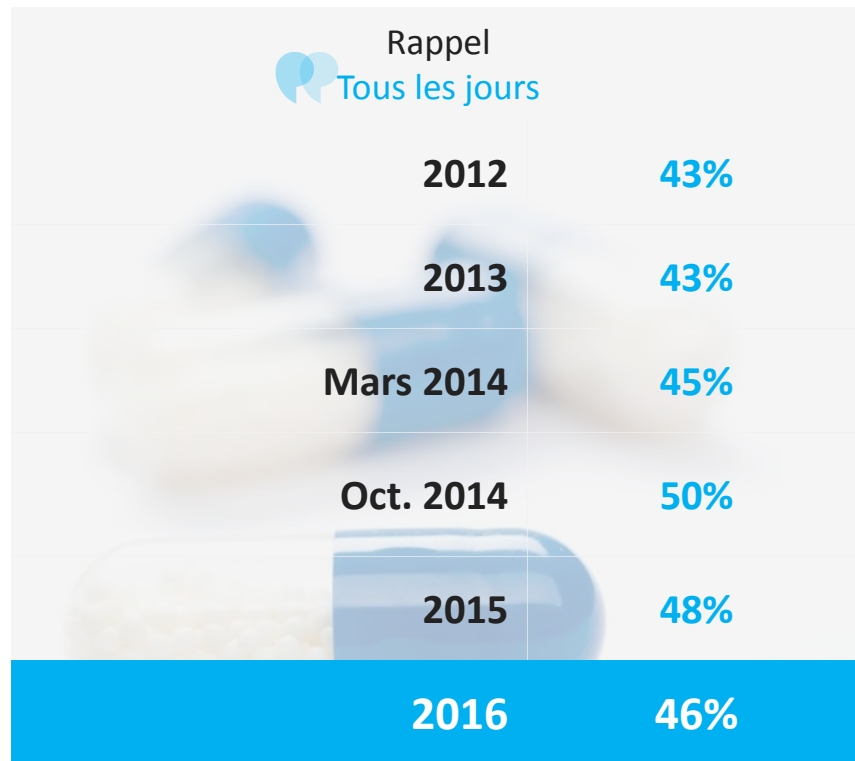 Rappel
Tous les jours
2012 43%
2013 43%
Mars 2014 45%
Oct. 2014 50%
2015 48%
2016 46%